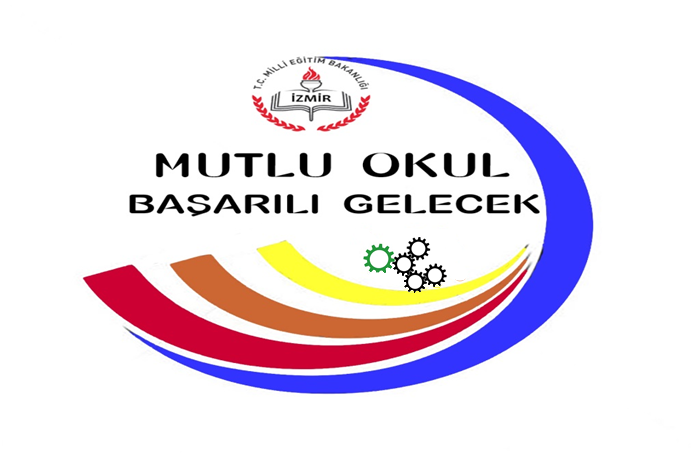 T.C. MİLLİ EĞİTİM BAKANLIĞI
İZMİR
MUTLU OKUL
BAŞARILI GELECEK